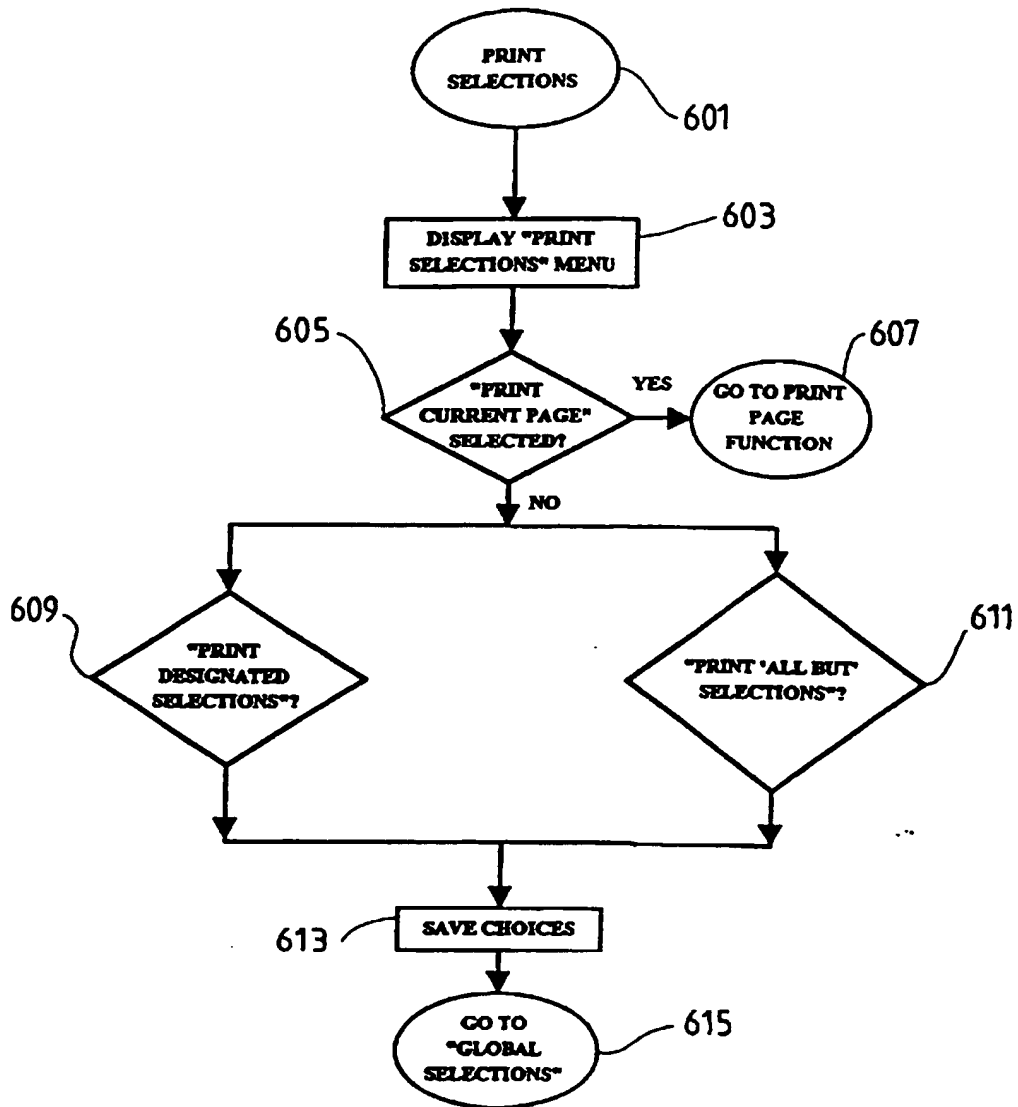 PRINT
SELECTIONS
601
DISPLAY "PRINT
SELECTIONS" MENU
603
605
"PRINT
CURRENT PAGE"
SELECTED?
YES
607
GO TO PRINT
PAGE
FUNCTION
NO
609
"PRINT
DESIGNATED
SELECTIONS"?
611
"PRINT 'ALL BUT'
SELECTIONS"?
613
SAVE CHOICES
GO TO
"GLOBAL
SELECTIONS"
615